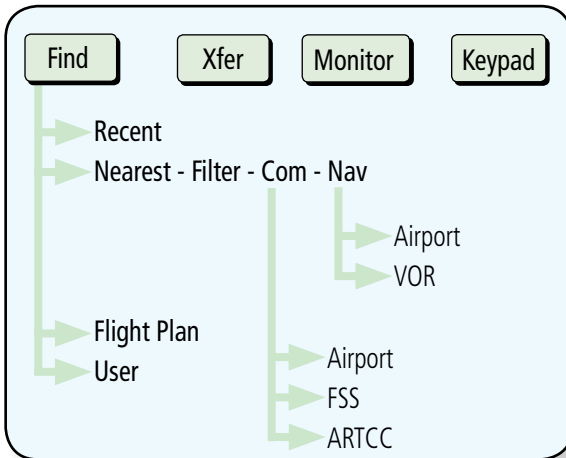 Find Xfer Monitor Keypad
Recent
Nearest - Filter - Com - Nav
Airport
VOR
Flight Plan
User
Airport
FSS
ARTCC